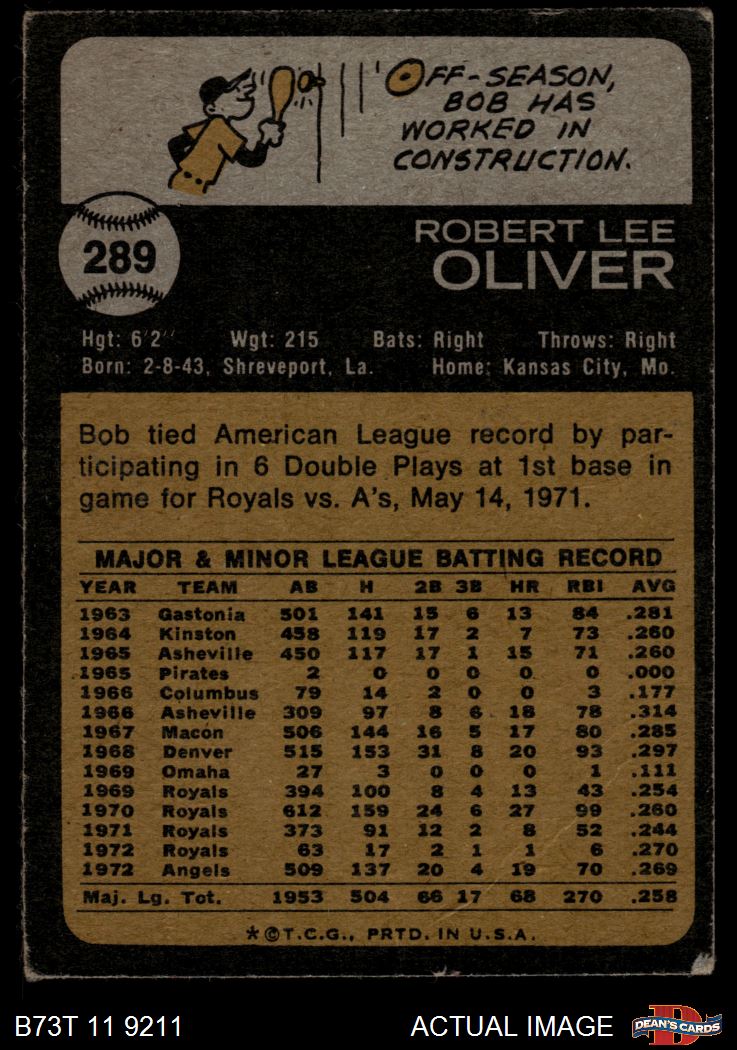 OFF-SEASON,
BOB HAS
WORKED IN
CONSTRUCTION.
289
ROBERT LEE
OLIVER
Hgt: 6'2" Wgt: 215 Bats: Right Throws: Right
Born: 2-8-43, Shreveport, La. Home: Kansas City, Mo.
Bob tied American League record by par-
ticipating in 6 Double Plays at 1st base in
game for Royals vs. A's, May 14, 1971.
MAJOR & MINOR LEAGUE BATTING RECORD
YEAR TEAM AB H 2B 3B HR RBI AVG
1963 Gastonia 501 141 15 6 13 84 .281
1964 Kinston 458 119 17 2 7 73 .260
1965 Asheville 450 117 17 1 15 71 .260
1965 Pirates 2 0 0 0 0 0 .000
1966 Columbus 79 14 2 0 0 3 .177
1966 Asheville 309 97 8 6 18 78 .314
1967 Macon 506 144 16 5 17 80 .285
1968 Denver 515 153 31 8 20 93 .297
1969 Omaha 27 3 0 0 0 1 .111
1969 Royals 394 100 8 4 13 43 .254
1970 Royals 612 159 24 6 27 99 .260
1971 Royals 373 91 12 2 8 52 .244
1972 Royals 63 17 2 1 1 6 .270
1972 Angels 509 137 20 4 19 70 .269
Maj. Lg. Tot. 1953 504 66 17 68 270 .258
*©T.C.G., PRTD. IN U.S.A.
B73T 11 9211 ACTUAL IMAGE DEAN'S CARDS